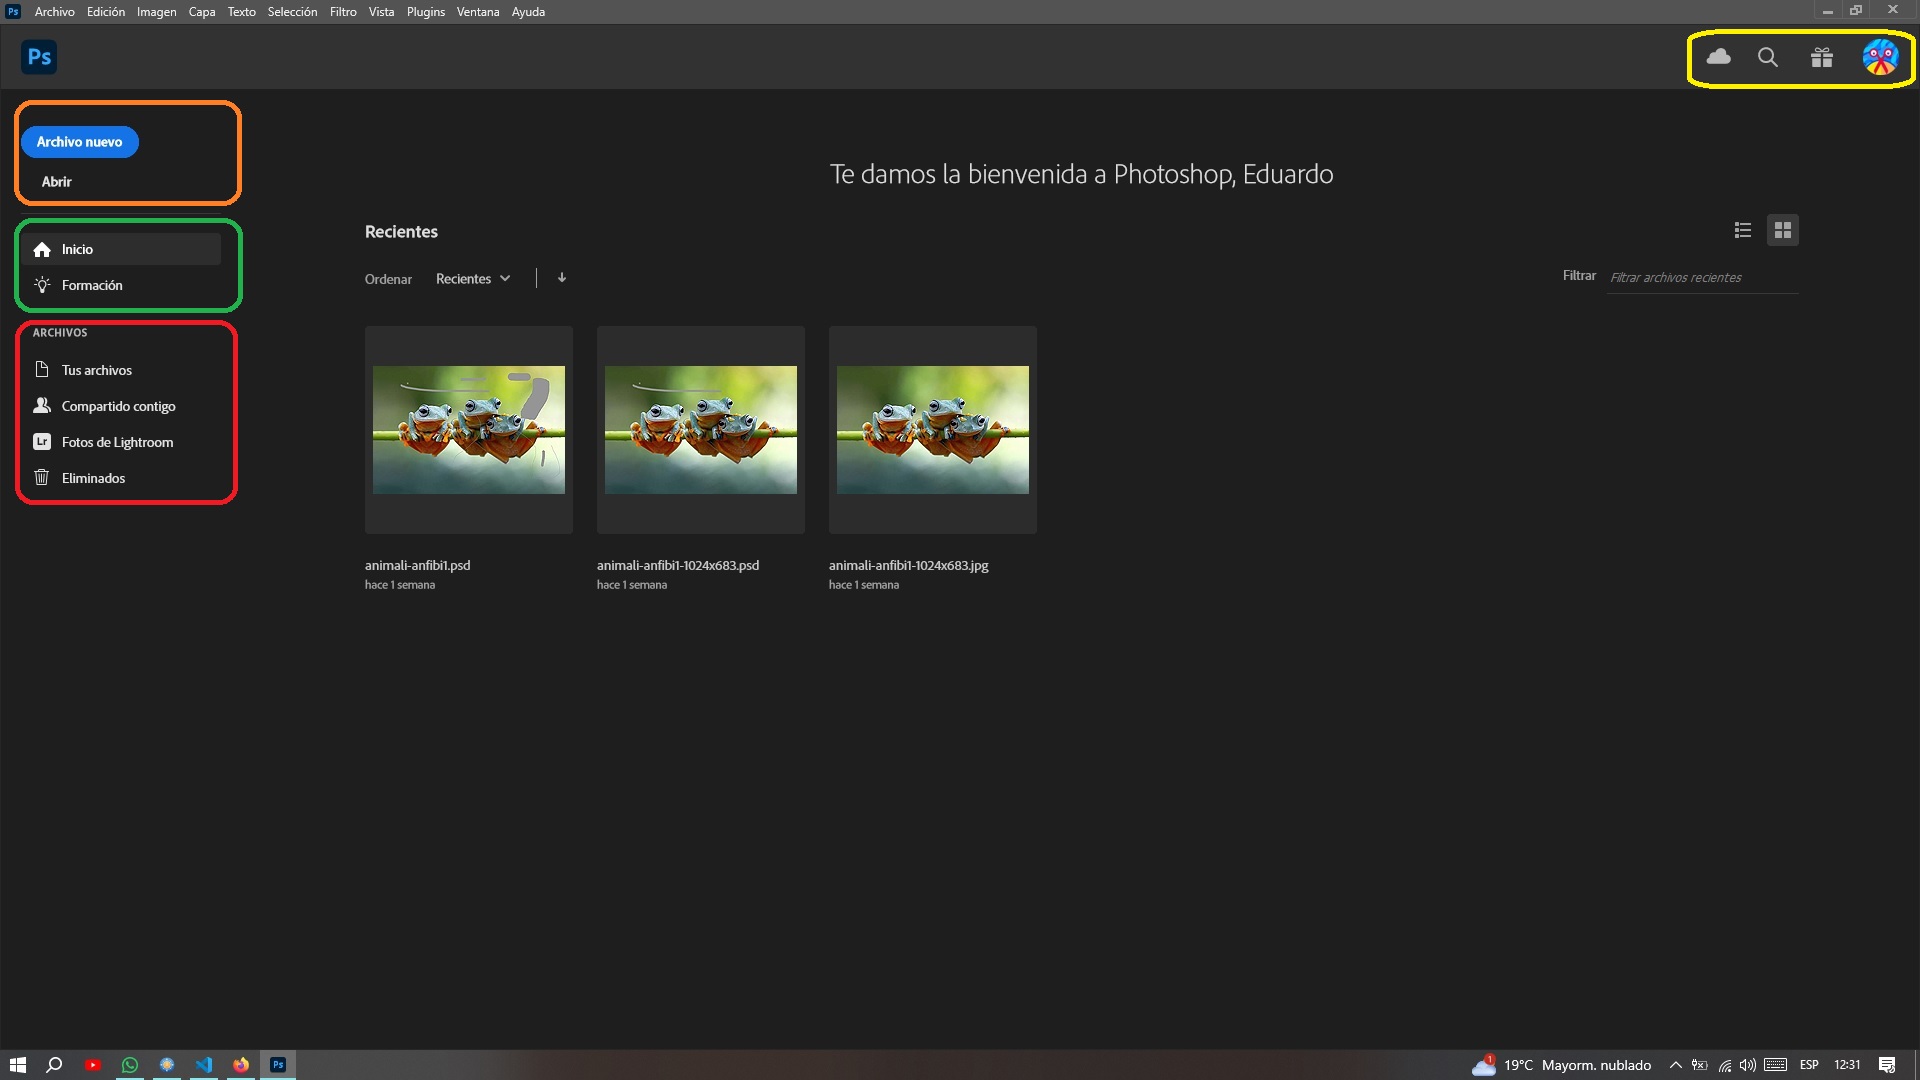 Ps Archivo Edición Imagen Capa Texto Selección Filtro Vista Plugins Ventana Ayuda
Ps
Archivo nuevo
Abrir
Inicio
Formación
ARCHIVOS
Tus archivos
Compartido contigo
Lr Fotos de Lightroom
Eliminados
Te damos la bienvenida a Photoshop, Eduardo
Recientes
Ordenar Recientes
Filtrar Filtrar archivos recientes
animali-anfibi1.psd
hace 1 semana
animali-anfibi1-1024x683.psd
hace 1 semana
animali-anfibi1-1024x683.jpg
hace 1 semana
Ps
1
19°C Mayorm. nublado
ESP
12:31